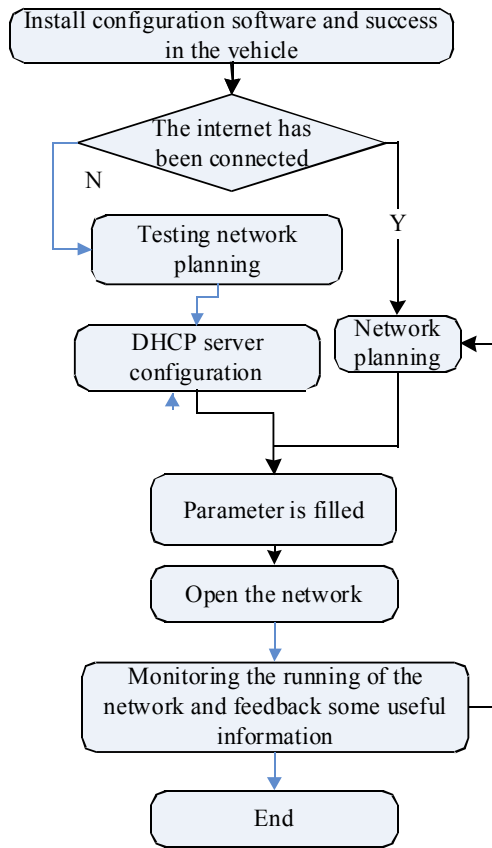 Install configuration software and success
in the vehicle
The internet has
been connected
N
Y
Testing network
planning
DHCP server
configuration
Network
planning
Parameter is filled
Open the network
Monitoring the running of the
network and feedback some useful
information
End